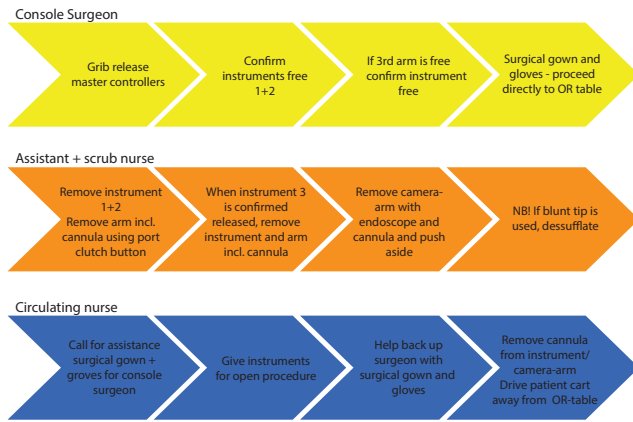 Console Surgeon
Grib release
master controllers
Confirm
instruments free
1+2
If 3rd arm is free
confirm instrument
free
Surgical gown and
gloves - proceed
directly to OR table
Assistant + scrub nurse
Remove instrument
1+2
Remove arm incl.
cannula using port
clutch button
When instrument 3
is confirmed
released, remove
instrument and arm
incl. cannula
Remove camera-
arm with
endoscope and
cannula and push
aside
NB! If blunt tip is
used, dessufflate
Circulating nurse
Call for assistance
surgical gown +
groves for console
surgeon
Give instruments
for open procedure
Help back up
surgeon with
surgical gown and
gloves
Remove cannula
from instrument/
camera-arm
Drive patient cart
away from OR-table